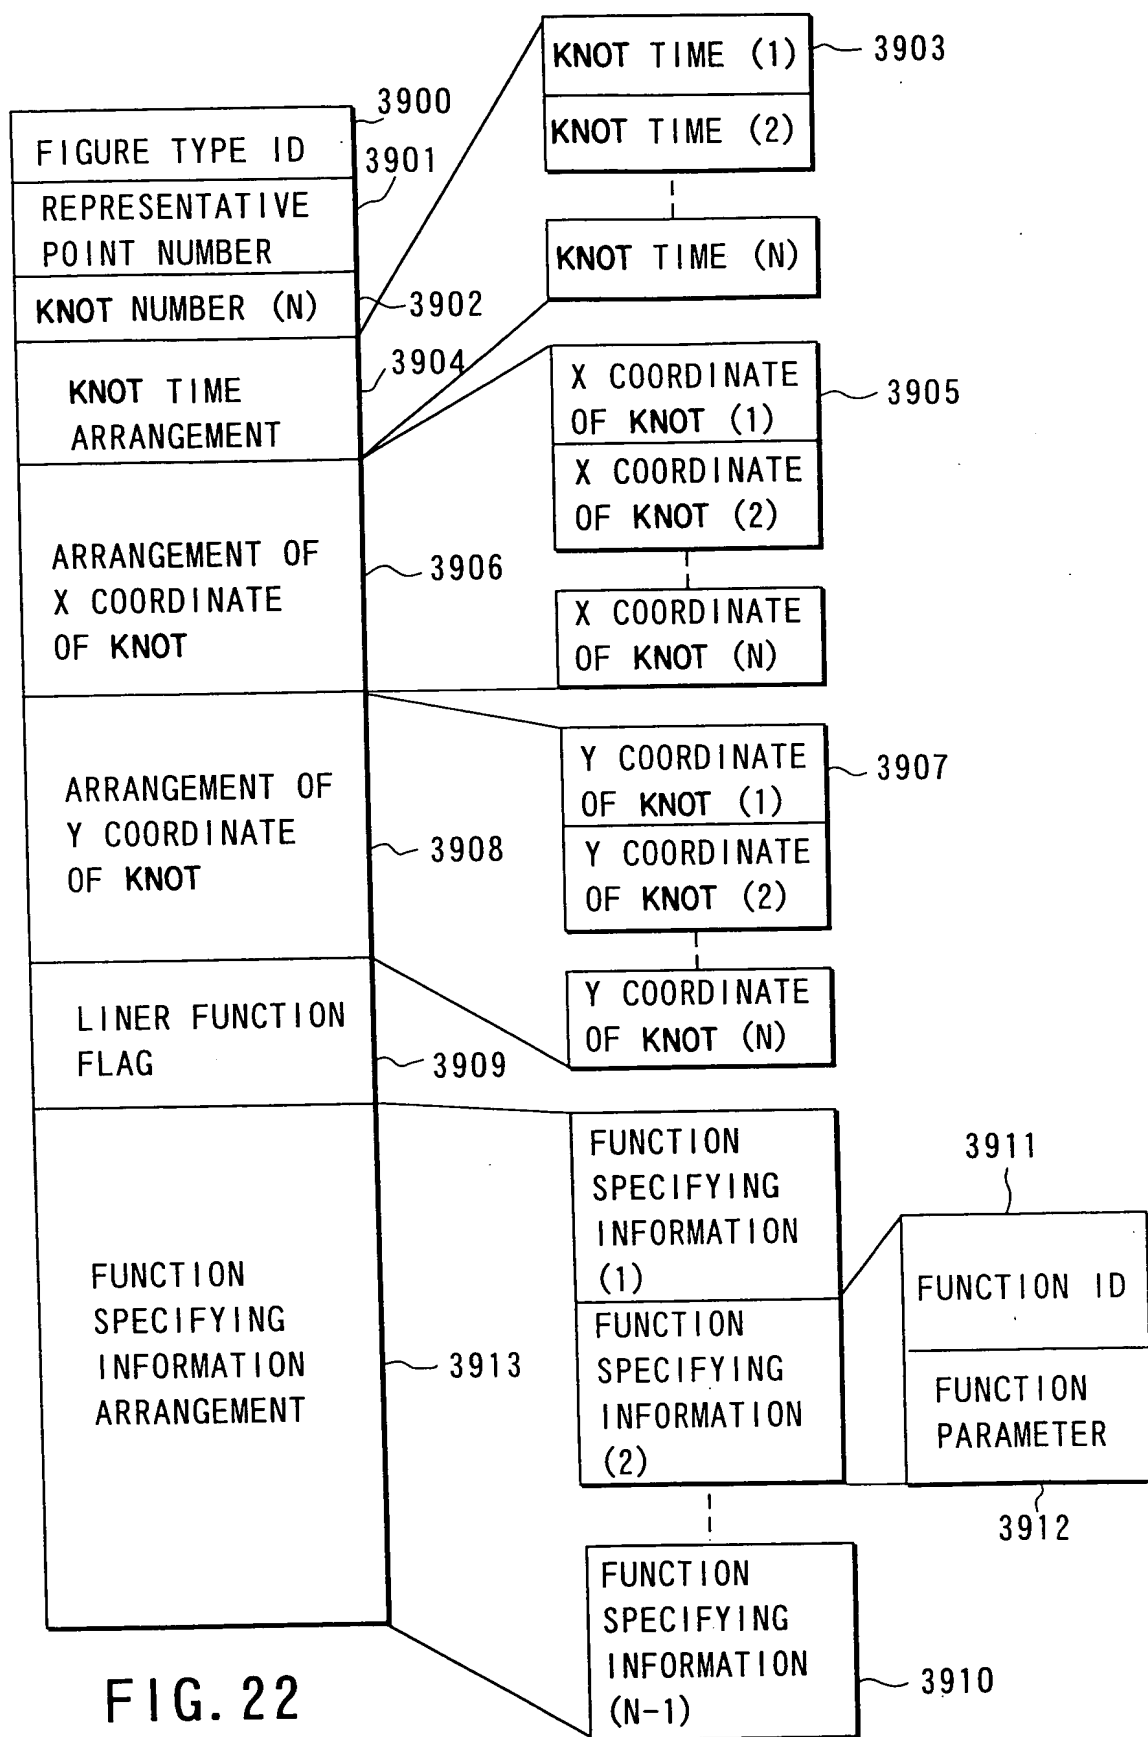 3900
FIGURE TYPE ID
3901
REPRESENTATIVE
POINT NUMBER
KNOT NUMBER (N)
3902
3904
KNOT TIME
ARRANGEMENT
ARRANGEMENT OF
X COORDINATE
OF KNOT
3906
ARRANGEMENT OF
Y COORDINATE
OF KNOT
3908
LINER FUNCTION
FLAG
3909
FUNCTION
SPECIFYING
INFORMATION
ARRANGEMENT
3913
KNOT TIME (1)
3903
KNOT TIME (2)
KNOT TIME (N)
X COORDINATE
OF KNOT (1)
3905
X COORDINATE
OF KNOT (2)
X COORDINATE
OF KNOT (N)
Y COORDINATE
OF KNOT (1)
3907
Y COORDINATE
OF KNOT (2)
Y COORDINATE
OF KNOT (N)
FUNCTION
SPECIFYING
INFORMATION
(1)
FUNCTION
SPECIFYING
INFORMATION
(2)
3911
FUNCTION ID
FUNCTION
PARAMETER
3912
FUNCTION
SPECIFYING
INFORMATION
(N-1)
3910
FIG. 22